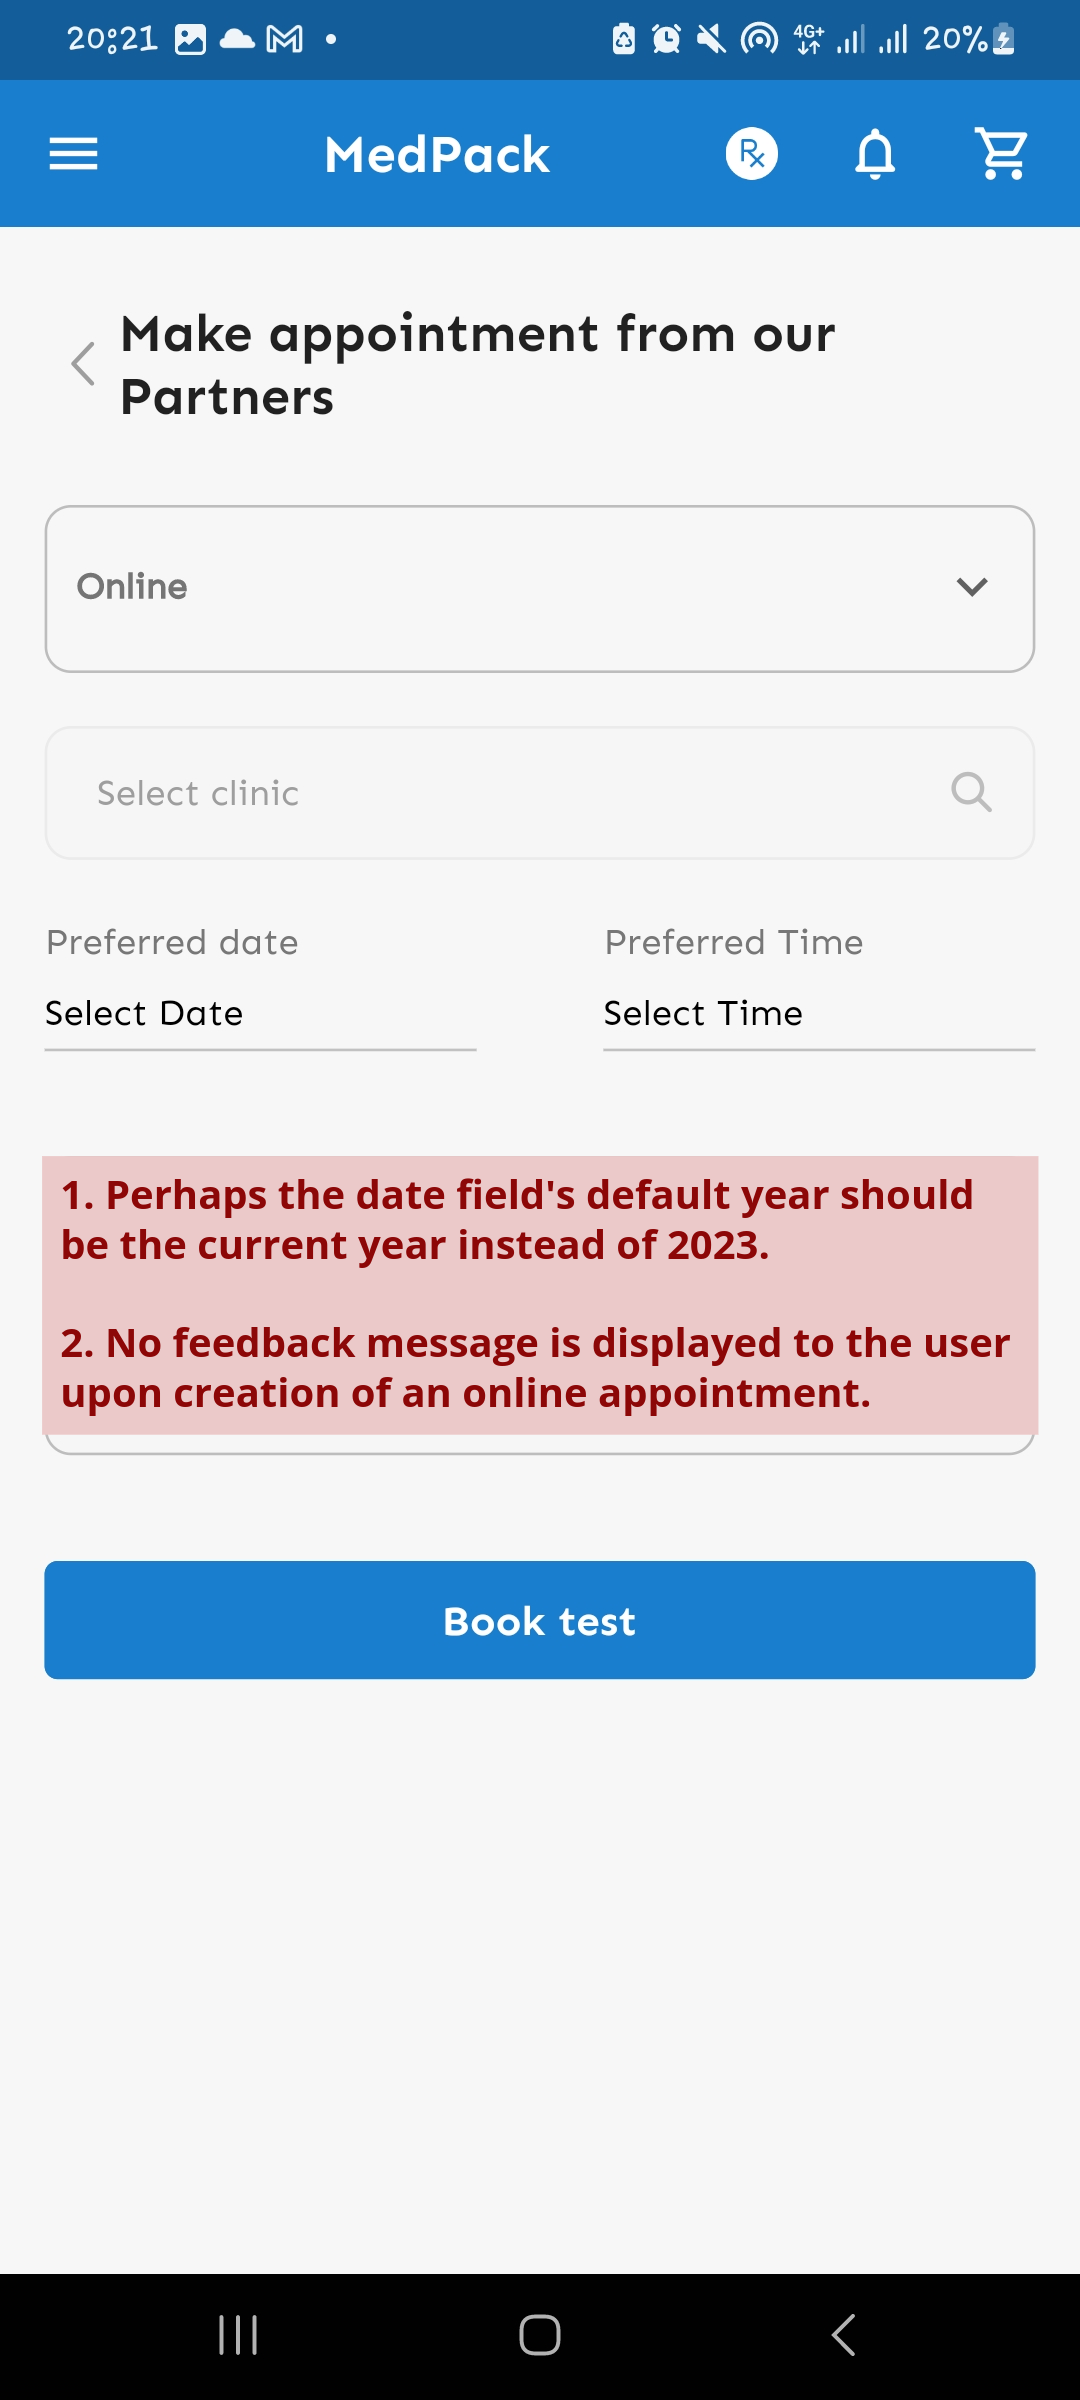 20:21 4G+ 20%
MedPack Rx
Make appointment from our
Partners
Online
Select clinic
Preferred date Preferred Time
Select Date Select Time
1. Perhaps the date field's default year should
be the current year instead of 2023.
2. No feedback message is displayed to the user
upon creation of an online appointment.
Book test